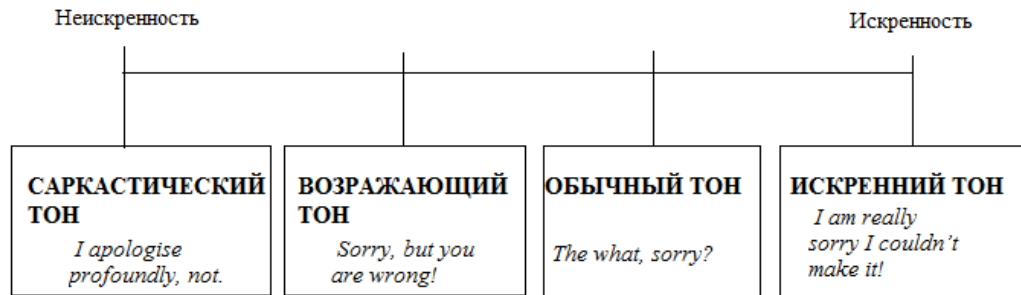 Неискренность
Искренность
САРКАСТИЧЕСКИЙ
ТОН
I apologise
profoundly, not.
ВОЗРАЖАЮЩИЙ
ТОН
Sorry, but you
are wrong!
ОБЫЧНЫЙ ТОН
The what, sorry?
ИСКРЕННИЙ ТОН
I am really
sorry I couldn’t
make it!